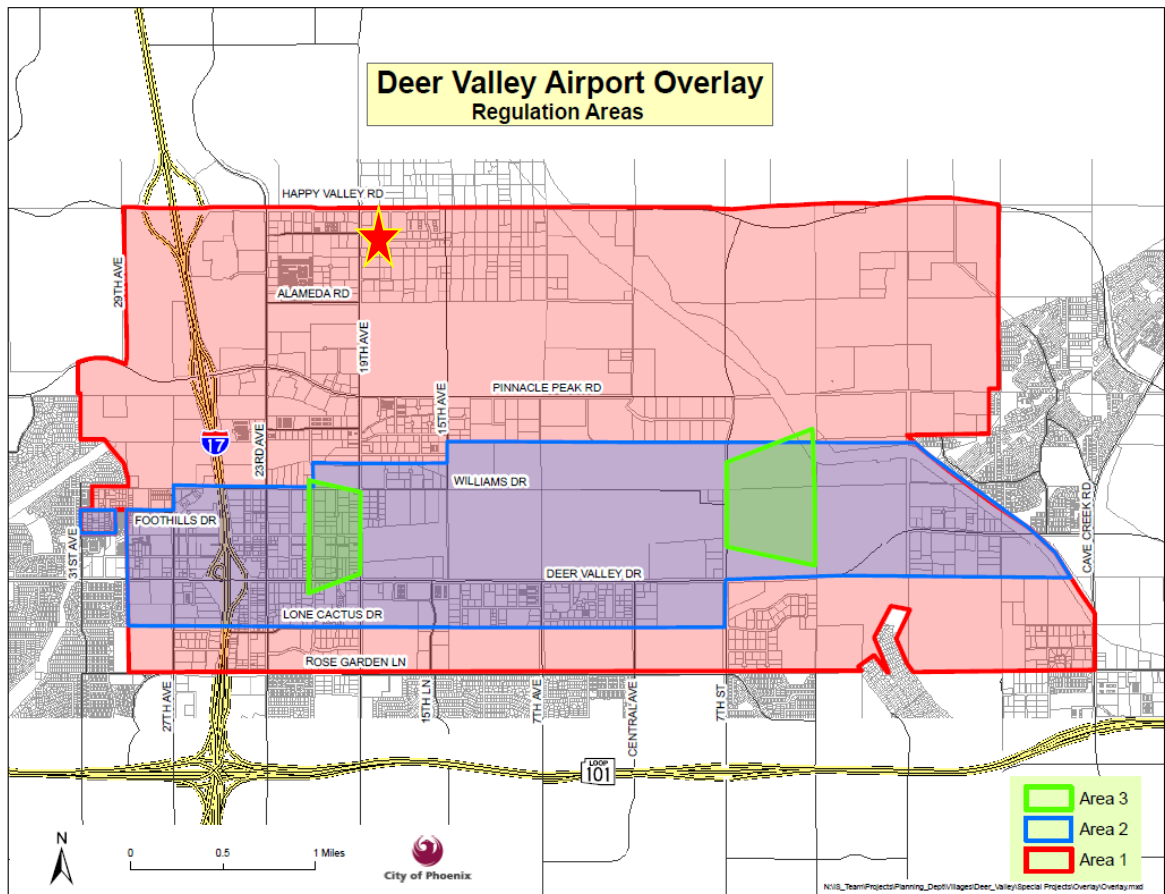 Deer Valley Airport Overlay
Regulation Areas
HAPPY VALLEY RD
29TH AVE
ALAMEDA RD
19TH AVE
PINNACLE PEAK RD
15TH AVE
17
23RD AVE
WILLIAMS DR
FOOTHILLS DR
31ST AVE
CAVE CREEK RD
DEER VALLEY DR
LONE CACTUS DR
ROSE GARDEN LN
27TH AVE
15TH LN
7TH AVE
CENTRAL AVE
7TH ST
LOOP
101
Area 3
Area 2
Area 1
N
0 0.5 1 Miles
City of Phoenix
N:\IS_Team\Projects\Planning_Dept\Villages\Deer_Valley\Special Projects\Overlay\Overlay.mxd